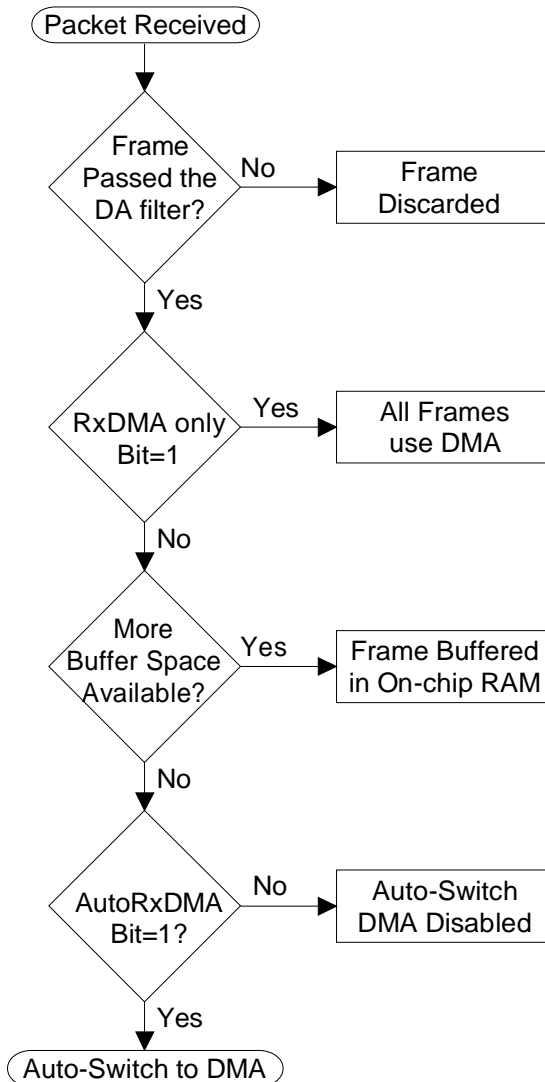 Packet Received
Frame
Passed the
DA filter?
No
Frame
Discarded
Yes
RxDMA only
Bit=1
Yes
All Frames
use DMA
No
More
Buffer Space
Available?
Yes
Frame Buffered
in On-chip RAM
No
AutoRxDMA
Bit=1?
No
Auto-Switch
DMA Disabled
Yes
Auto-Switch to DMA